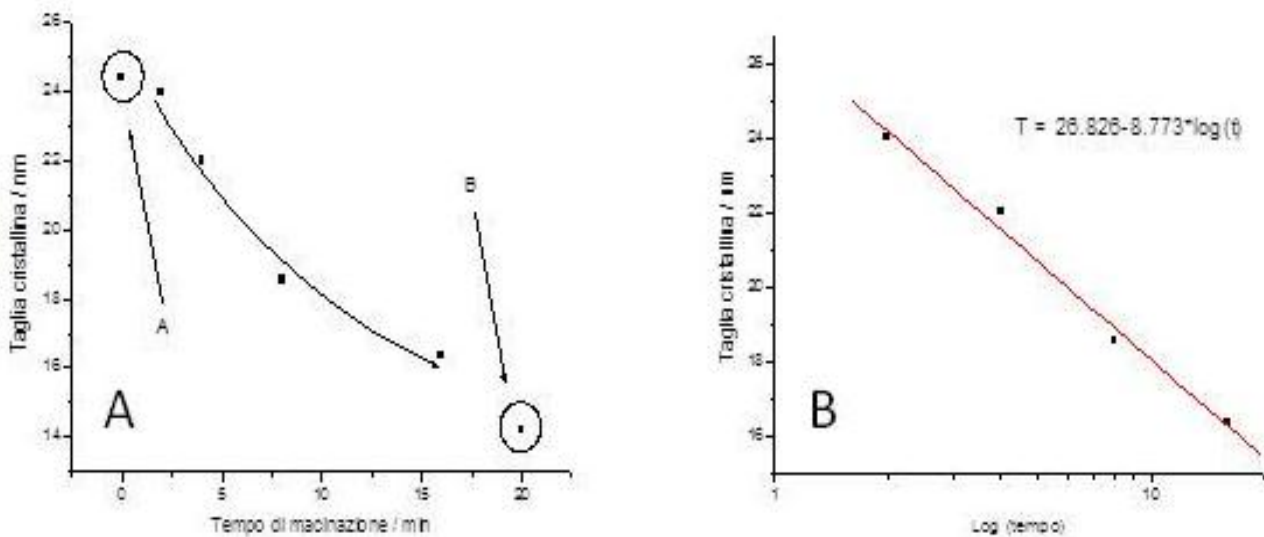 26
24
22
20
18
16
14
Taglia cristallina / nm
A
B
A
0
5
10
15
20
Tempo di macinazione / min
26
24
22
20
18
16
Taglia cristallina / nm
T = 26.826-8.773*log(t)
B
1
10
Log (tempo)